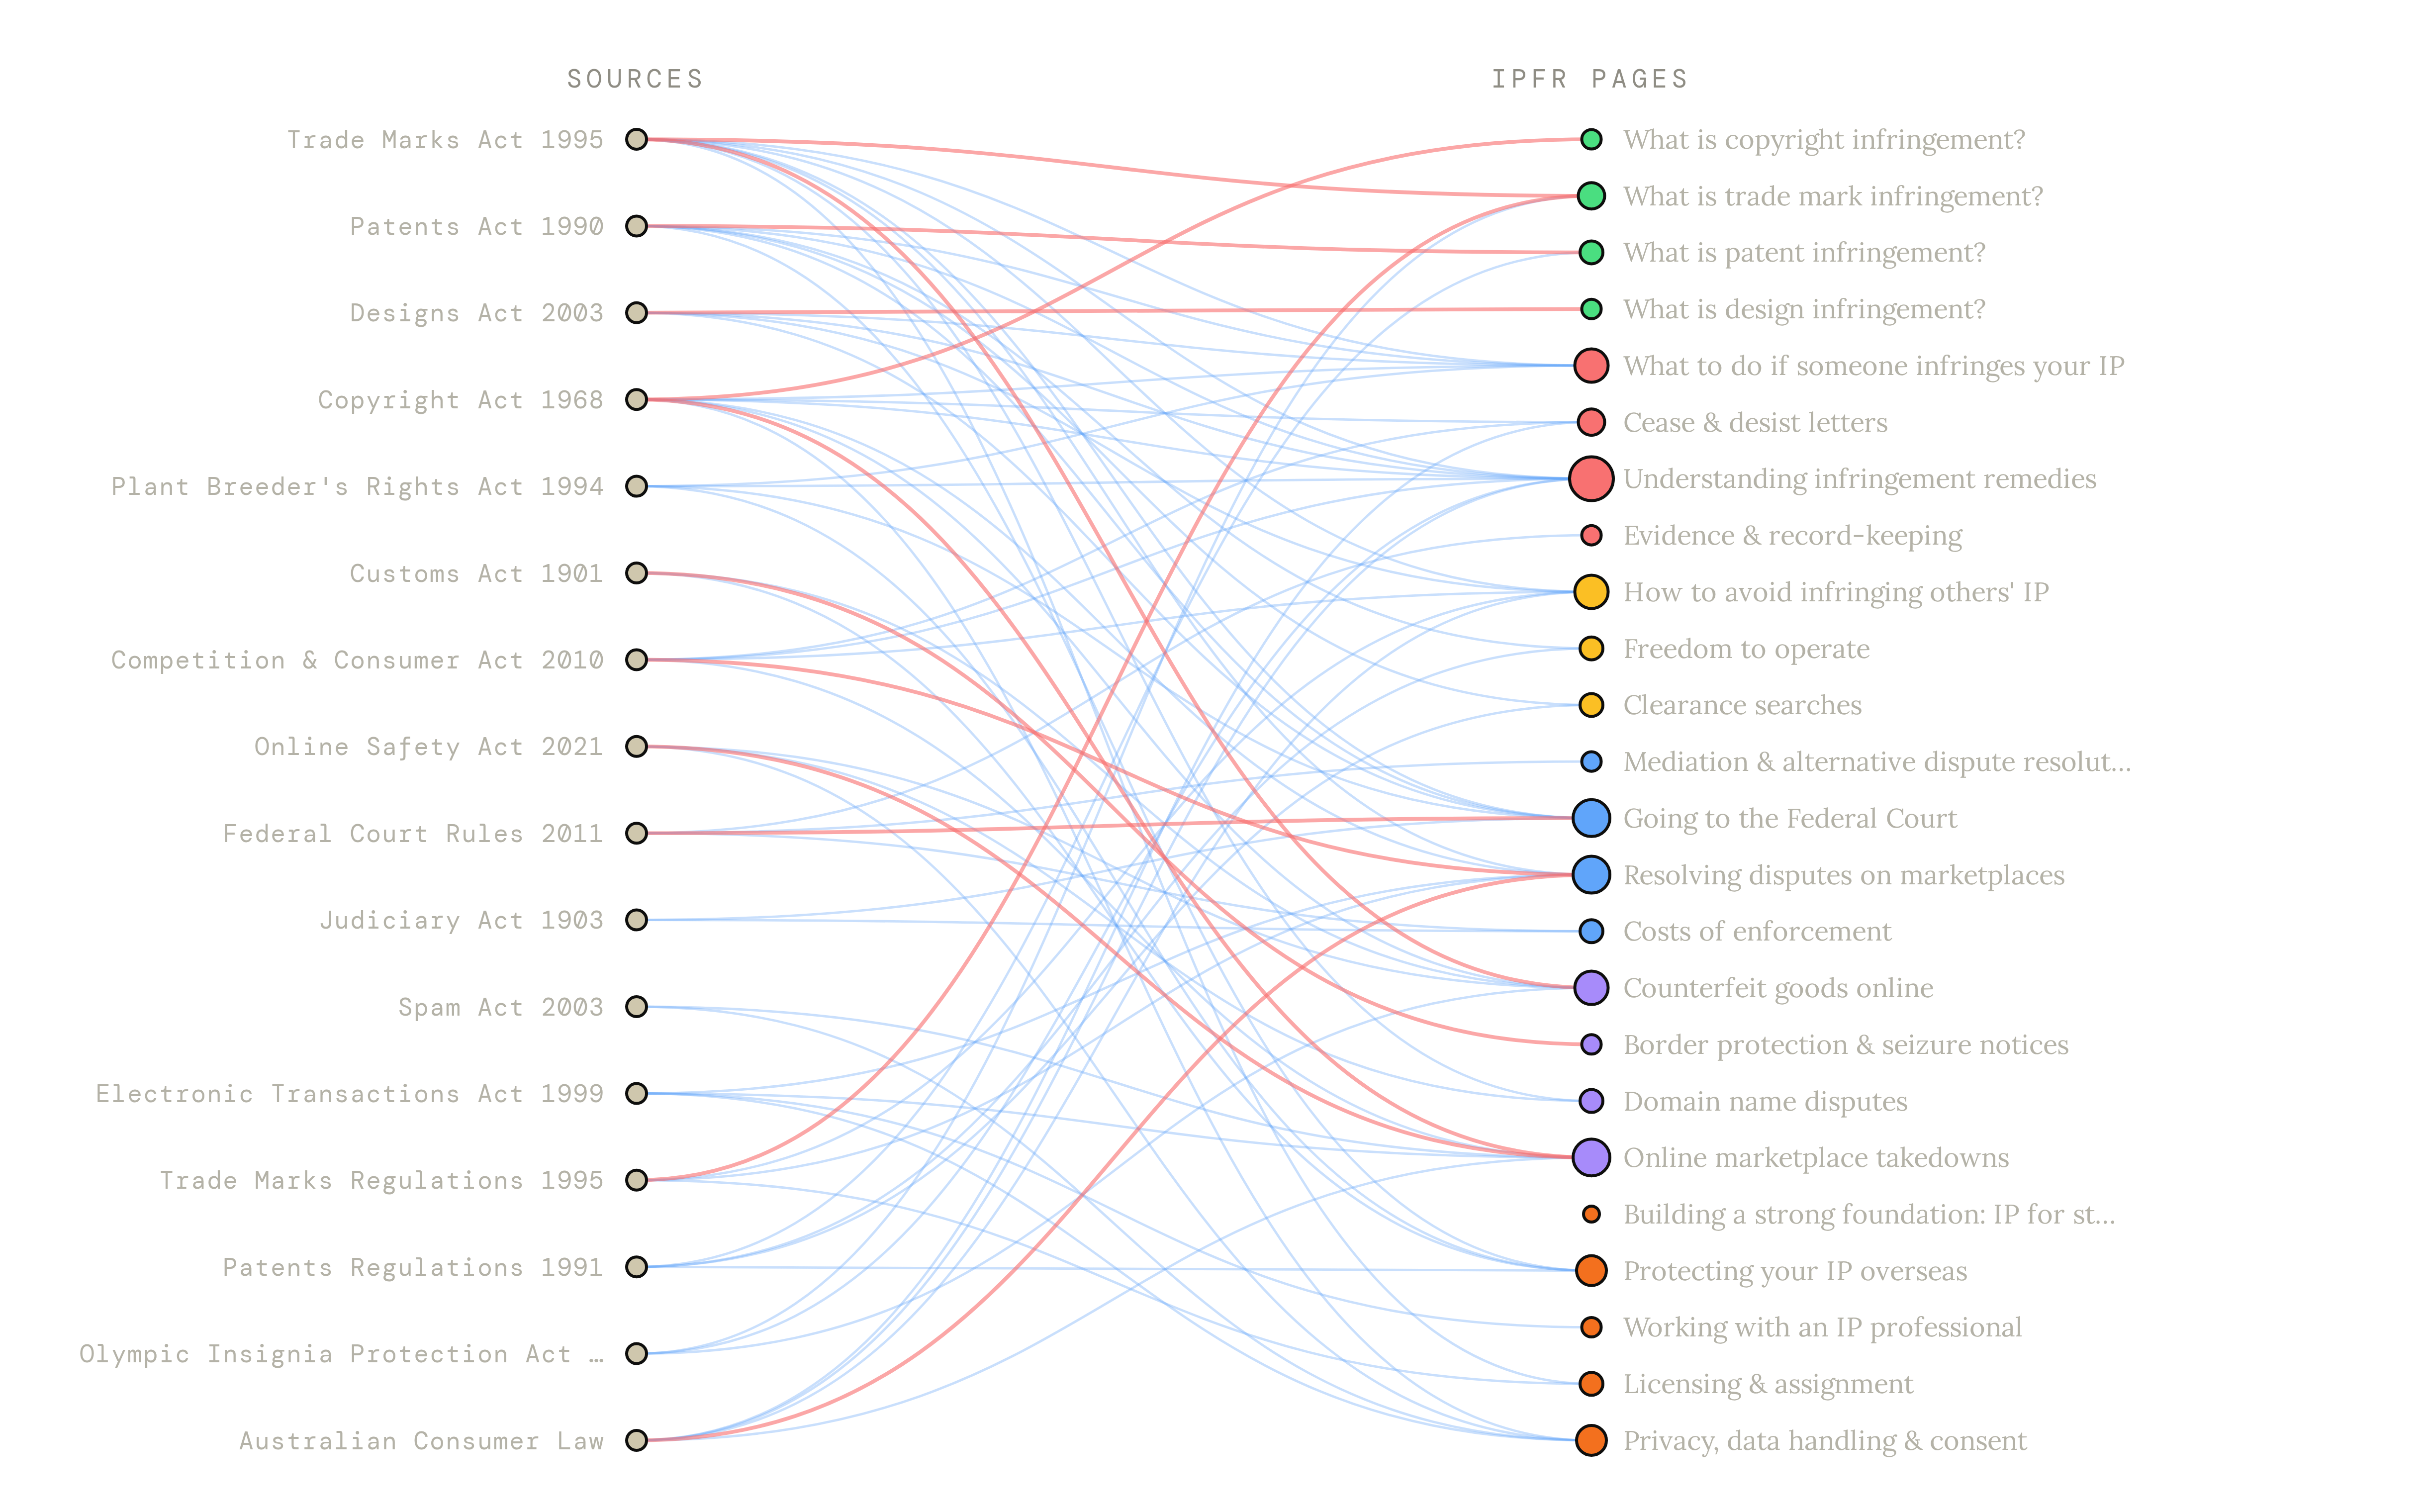 SOURCES
IPFR PAGES
Trade Marks Act 1995
Patents Act 1990
Designs Act 2003
Copyright Act 1968
Plant Breeder's Rights Act 1994
Customs Act 1901
Competition & Consumer Act 2010
Online Safety Act 2021
Federal Court Rules 2011
Judiciary Act 1903
Spam Act 2003
Electronic Transactions Act 1999
Trade Marks Regulations 1995
Patents Regulations 1991
Olympic Insignia Protection Act …
Australian Consumer Law
What is copyright infringement?
What is trade mark infringement?
What is patent infringement?
What is design infringement?
What to do if someone infringes your IP
Cease & desist letters
Understanding infringement remedies
Evidence & record-keeping
How to avoid infringing others' IP
Freedom to operate
Clearance searches
Mediation & alternative dispute resolut…
Going to the Federal Court
Resolving disputes on marketplaces
Costs of enforcement
Counterfeit goods online
Border protection & seizure notices
Domain name disputes
Online marketplace takedowns
Building a strong foundation: IP for st…
Protecting your IP overseas
Working with an IP professional
Licensing & assignment
Privacy, data handling & consent